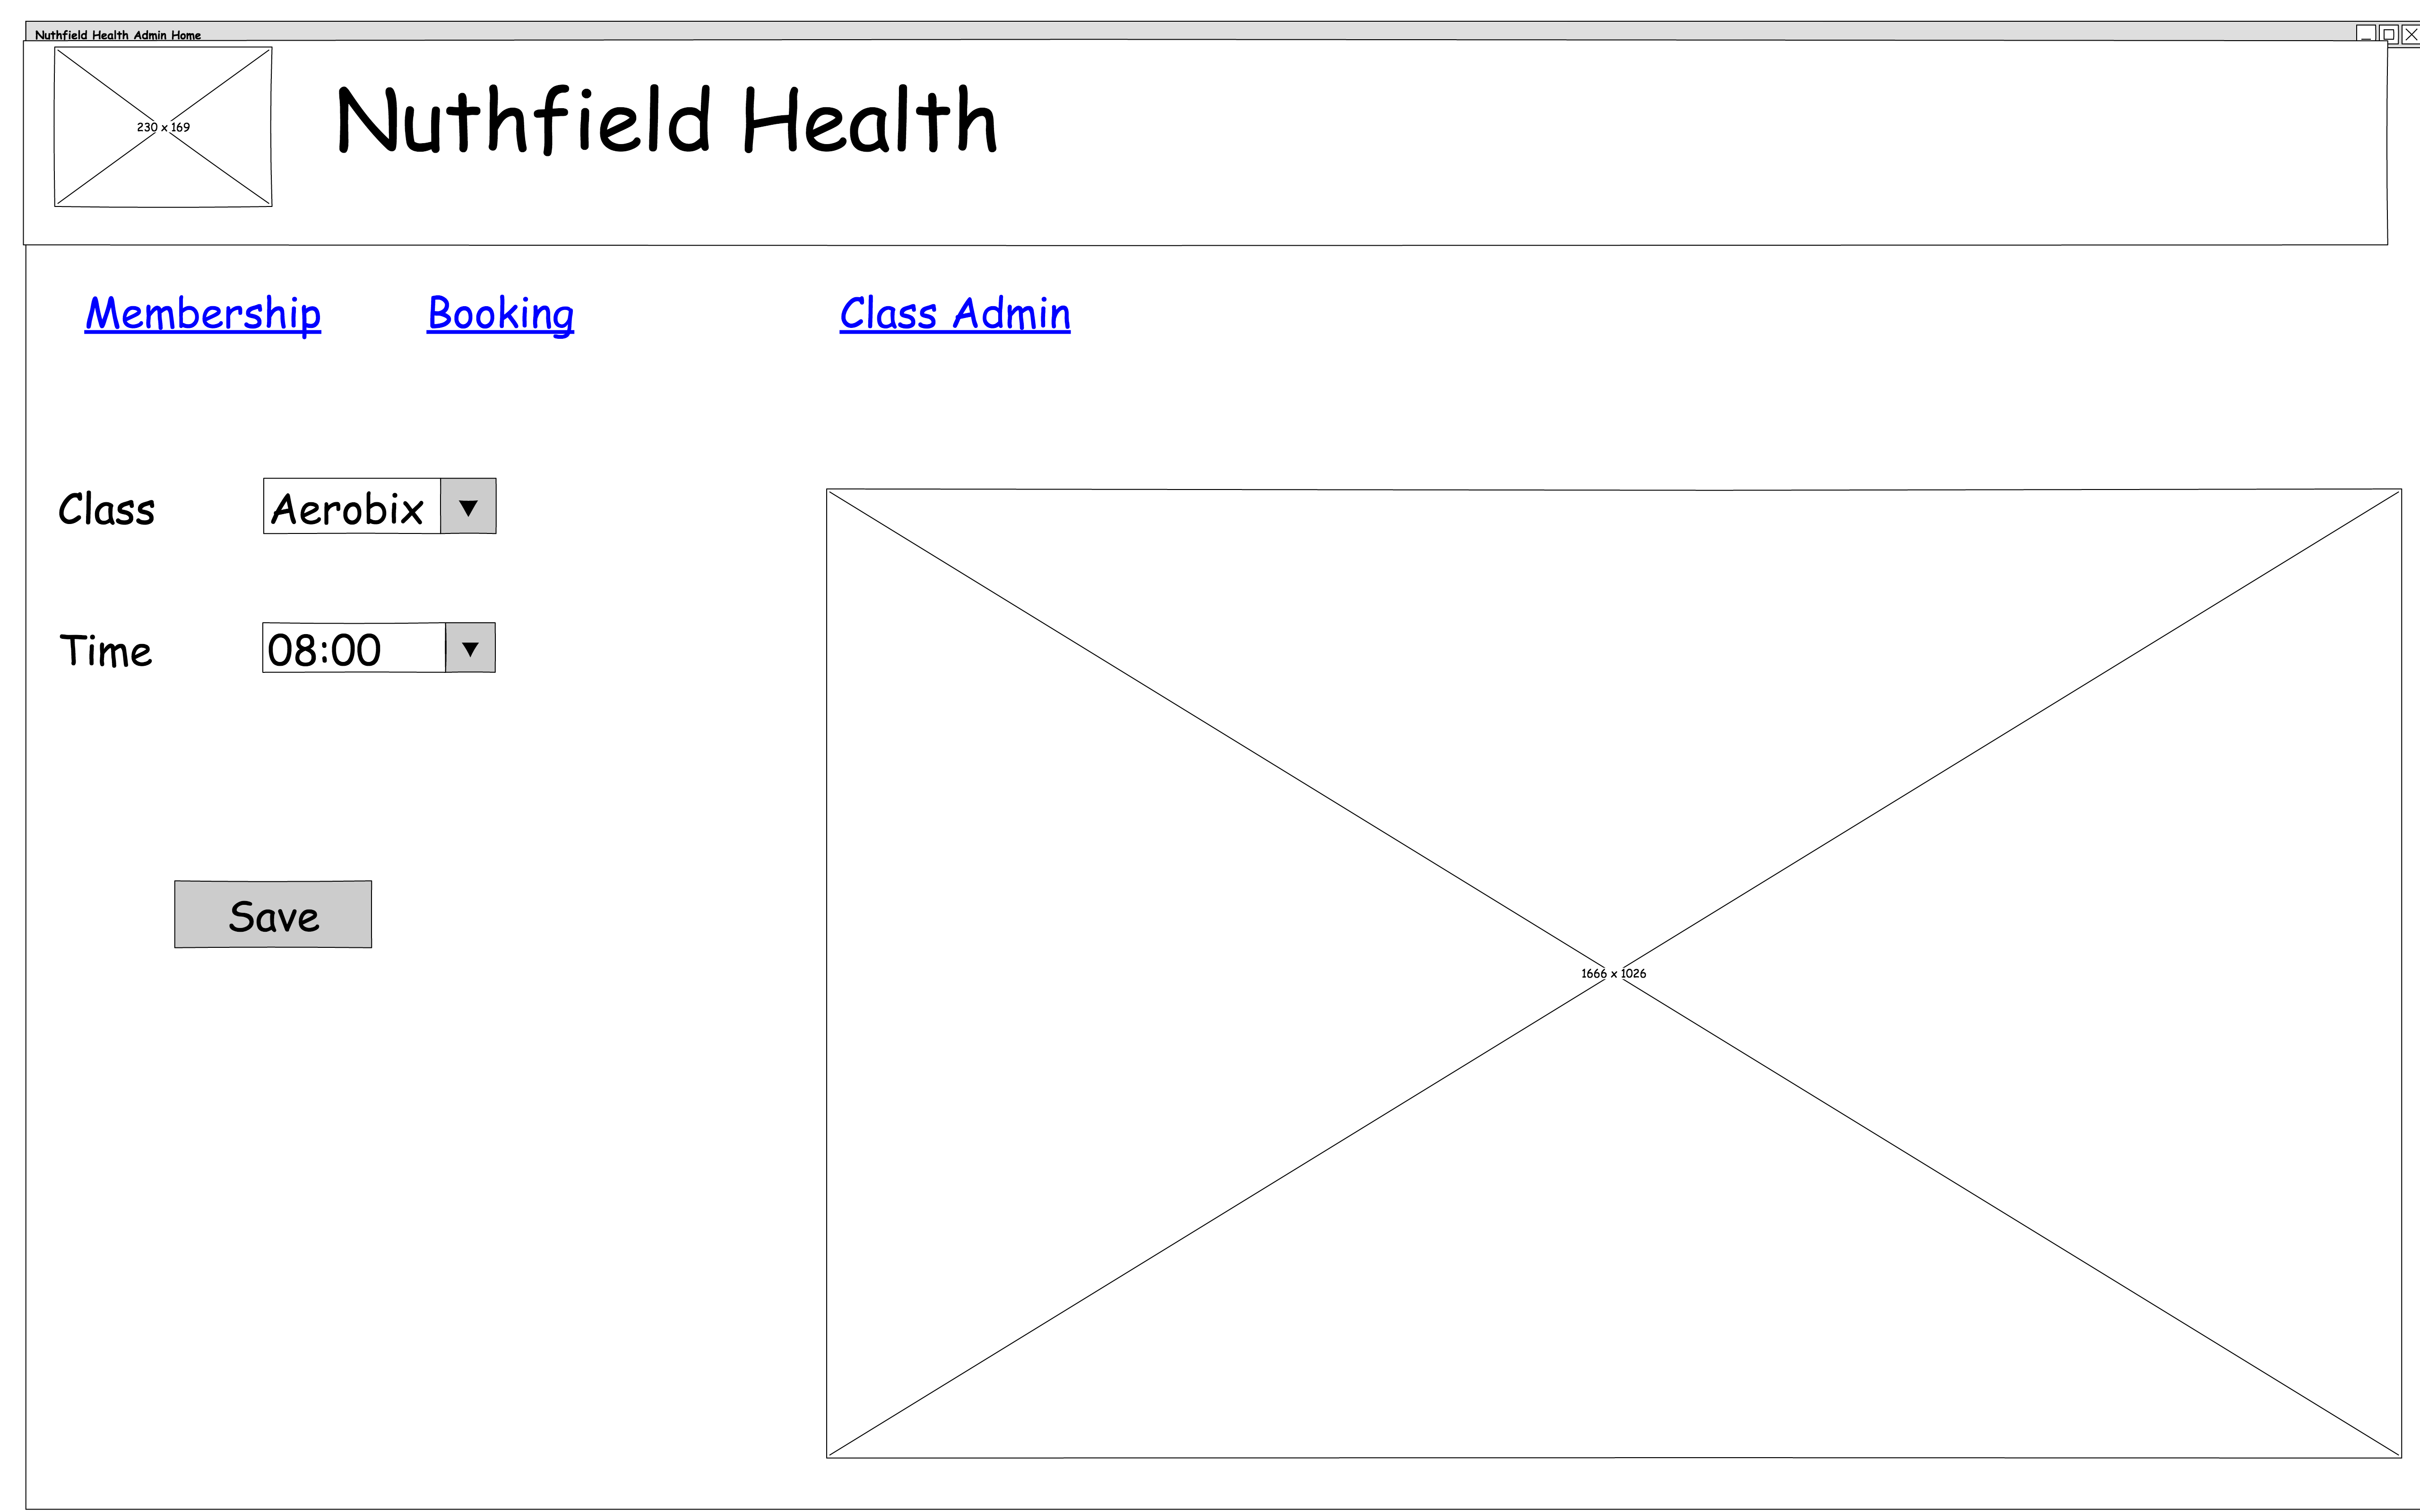 Nuthfield Health Admin Home
230 x 169
Nuthfield Health
Membership Booking Class Admin
Class Aerobix
Time 08:00
Save
1666 x 1026